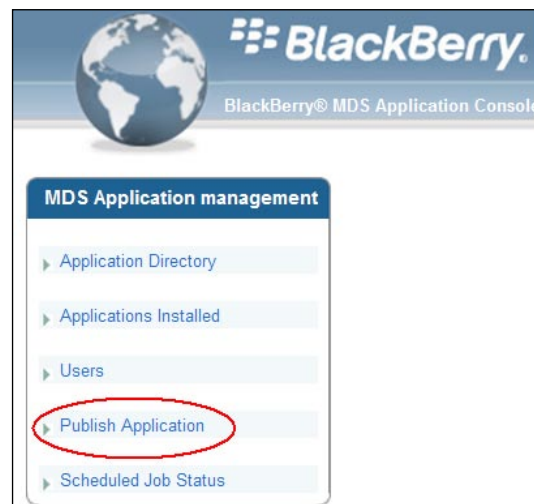 BlackBerry.
BlackBerry® MDS Application Console
MDS Application management
Application Directory
Applications Installed
Users
Publish Application
Scheduled Job Status